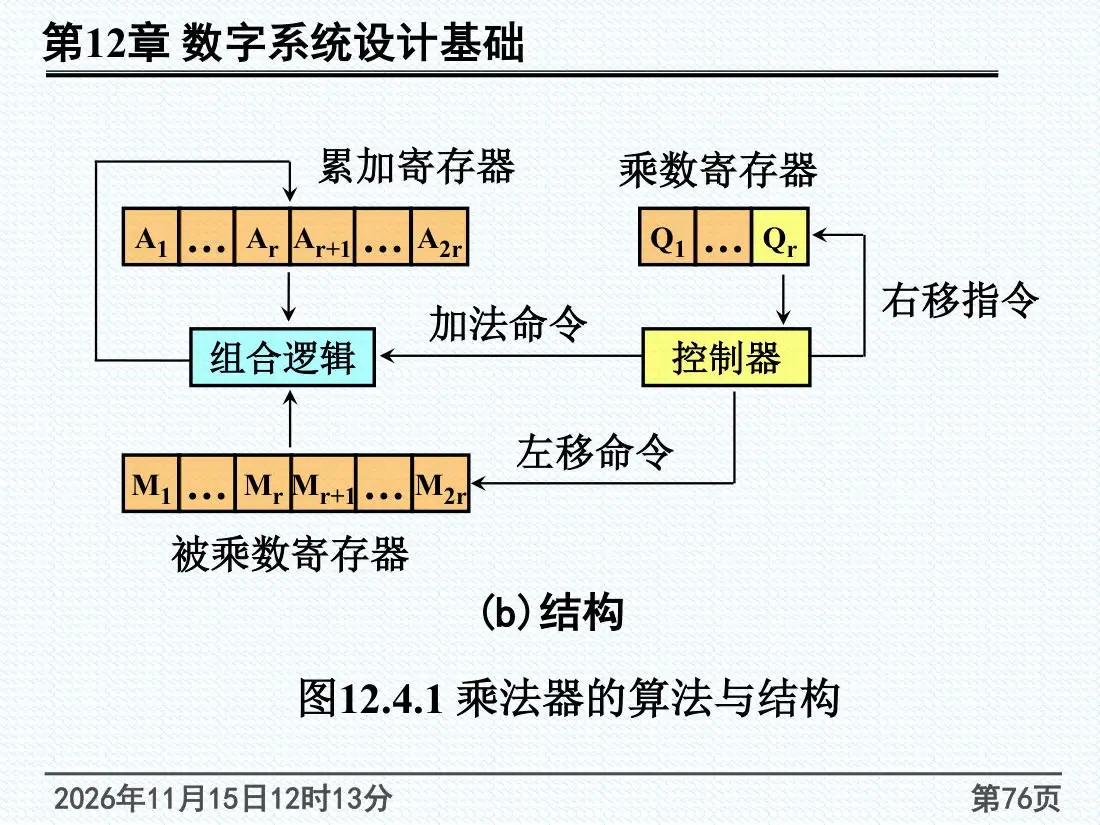 第12章 数字系统设计基础
累加寄存器
乘数寄存器
A1 … Ar Ar+1 … A2r
Q1 … Qr
右移指令
加法命令
组合逻辑
控制器
左移命令
M1 … Mr Mr+1 … M2r
被乘数寄存器
(b)结构
图12.4.1 乘法器的算法与结构
2026年11月15日12时13分
第76页